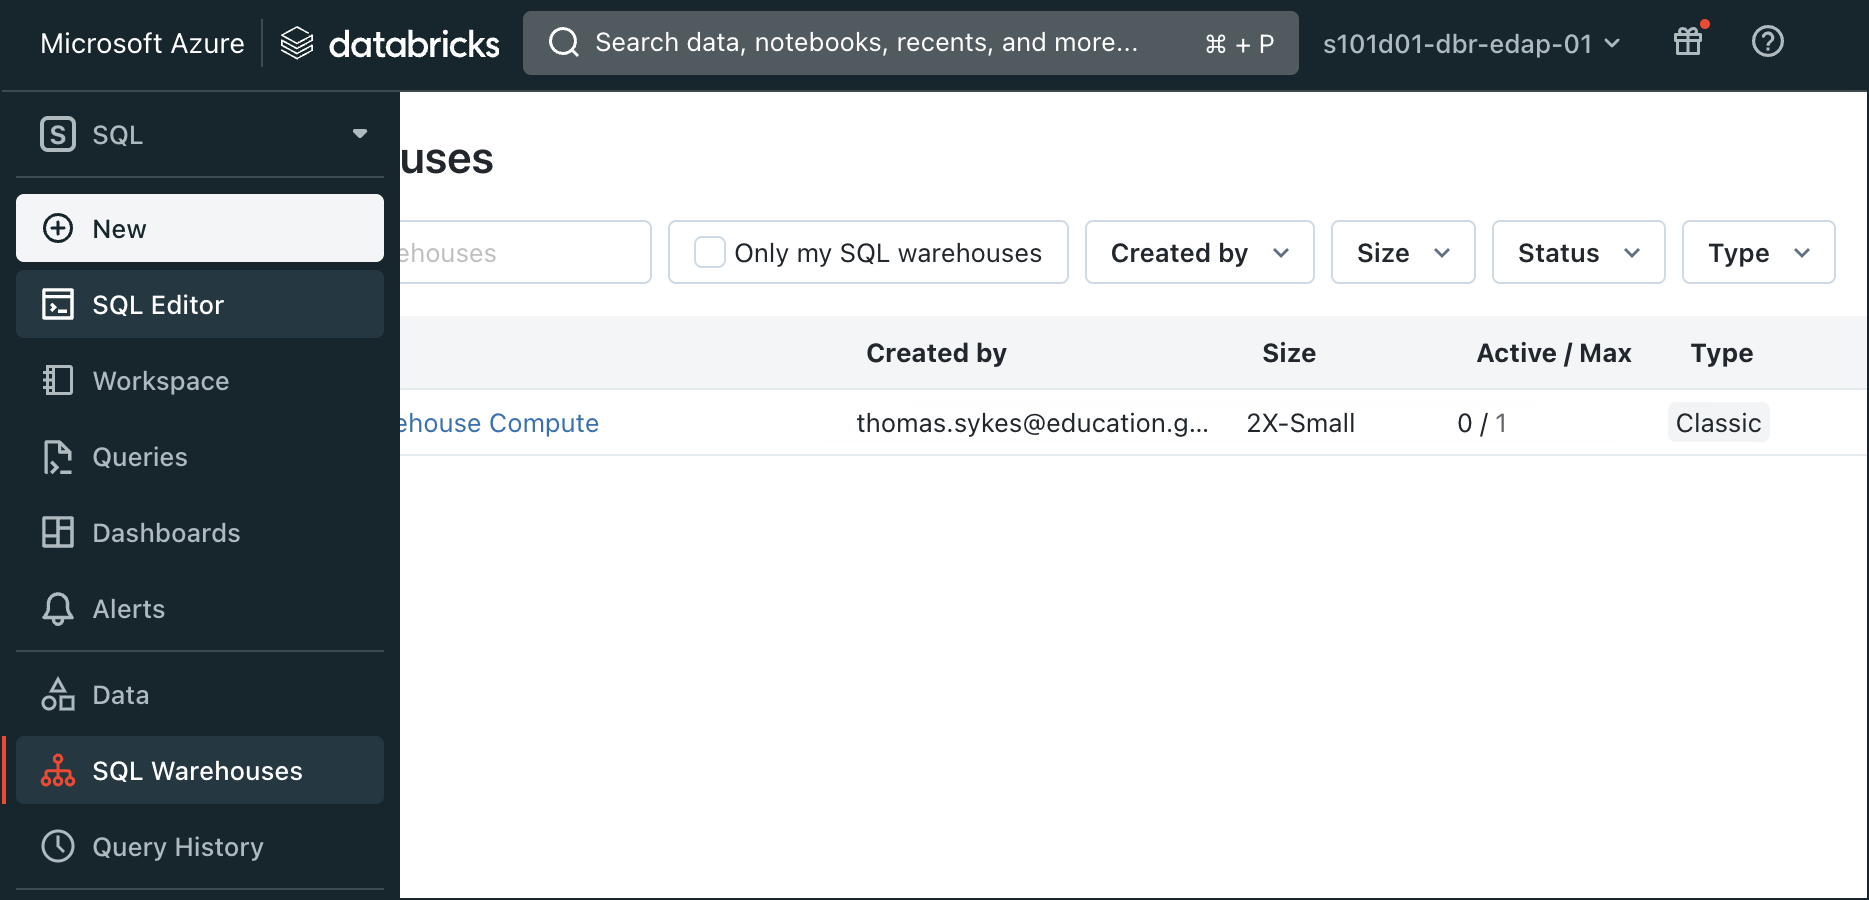 Microsoft Azure databricks Search data, notebooks, recents, and more... ⌘ + P s101d01-dbr-edap-01
S SQL
uses
New
ehouses Only my SQL warehouses Created by Size Status Type
SQL Editor
Created by Size Active / Max Type
Workspace
ehouse Compute thomas.sykes@education.g... 2X-Small 0 / 1 Classic
Queries
Dashboards
Alerts
Data
SQL Warehouses
Query History